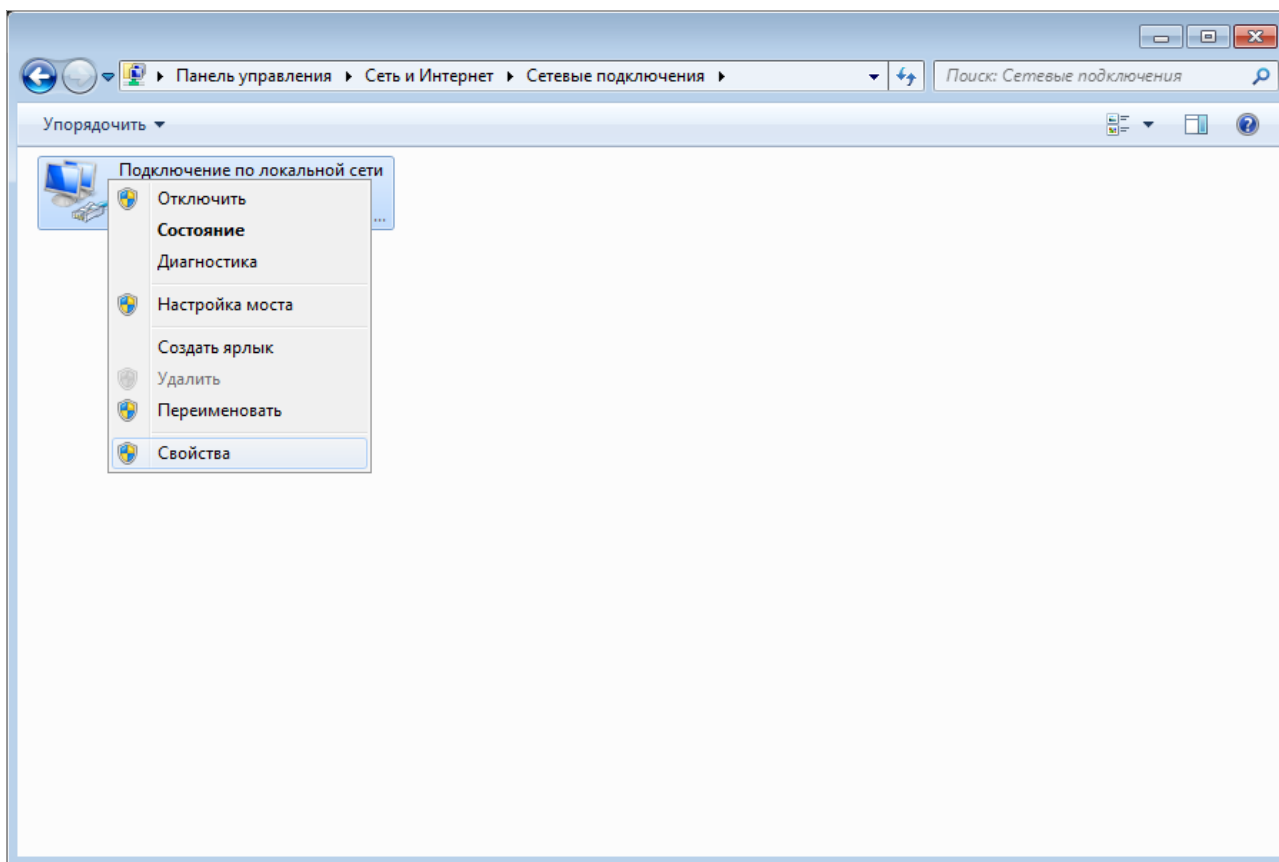 Панель управления Сеть и Интернет Сетевые подключения Поиск: Сетевые подключения
Упорядочить
Подключение по локальной сети
Отключить
...
Состояние
Диагностика
Настройка моста
Создать ярлык
Удалить
Переименовать
Свойства